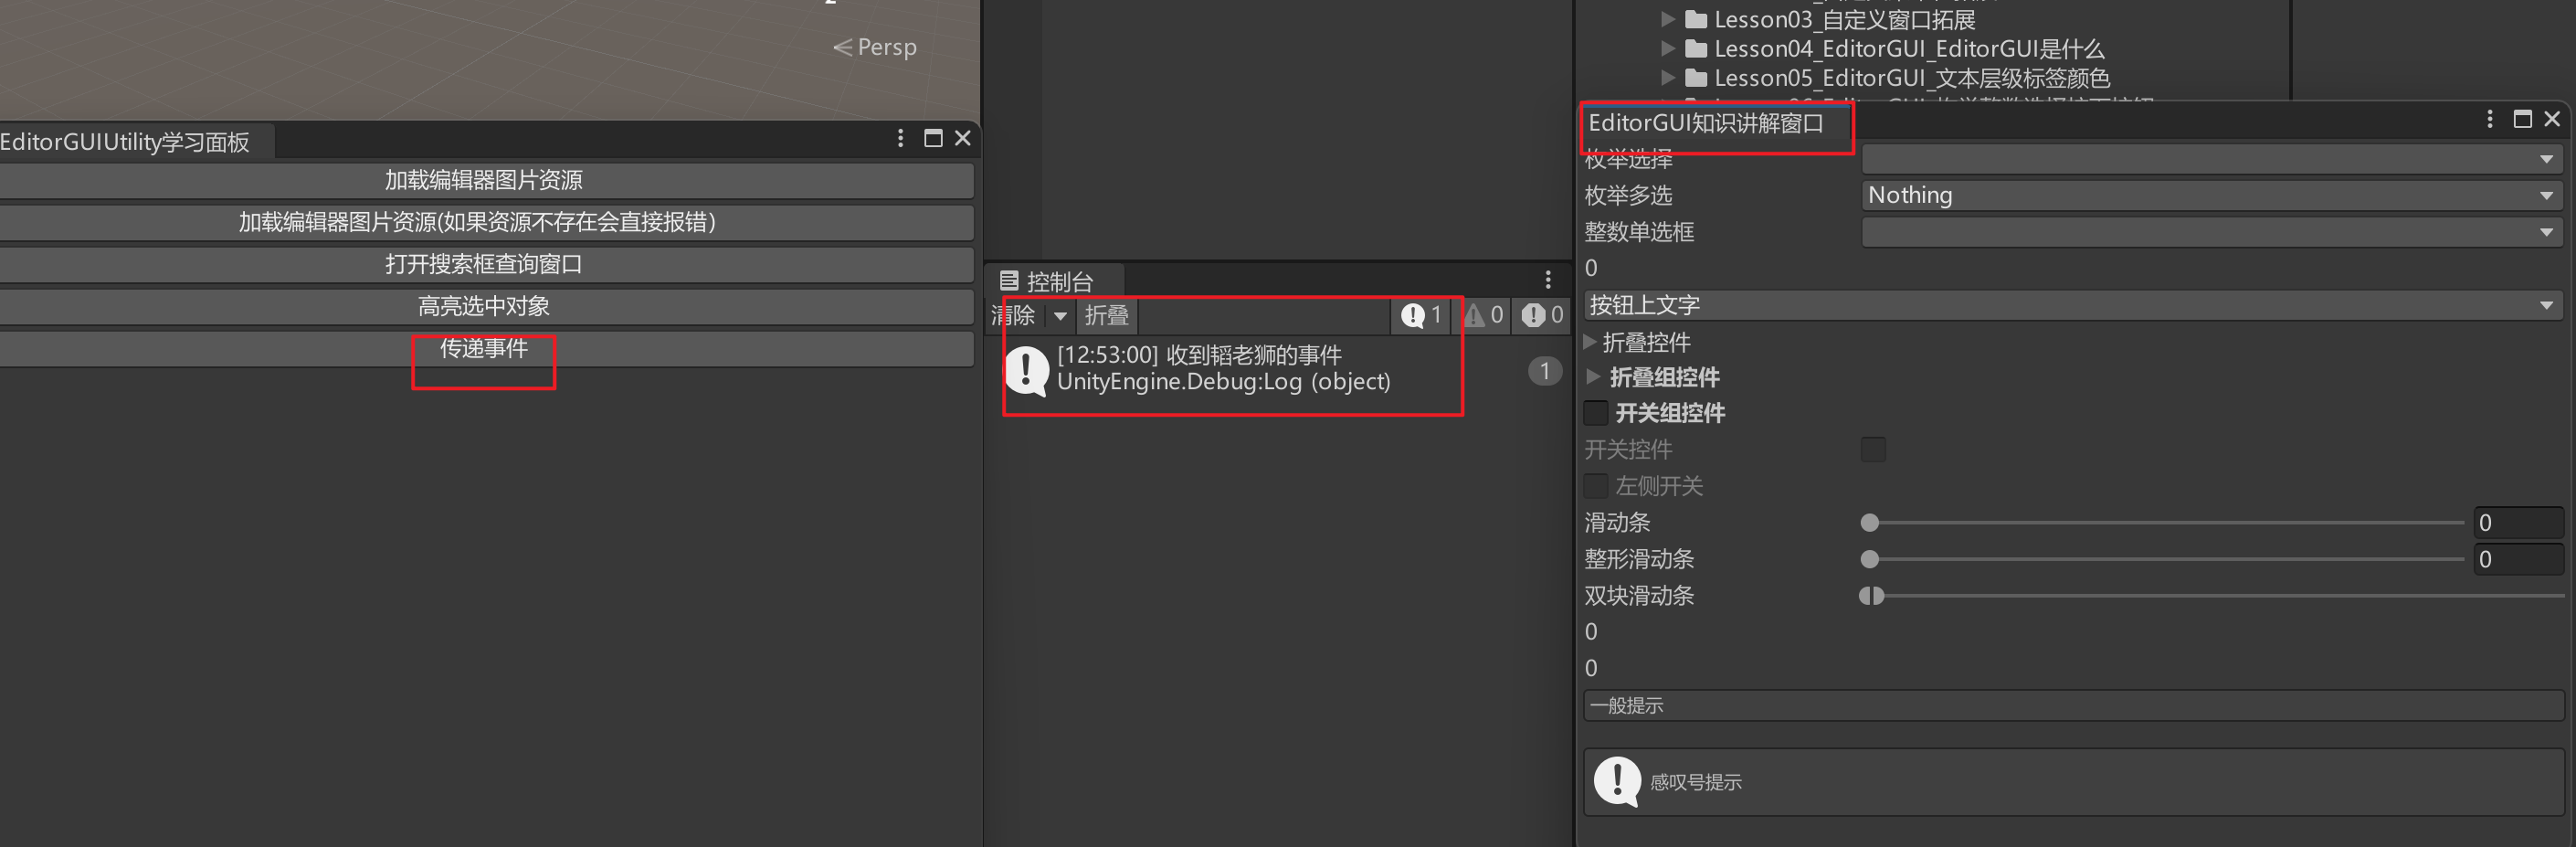 Persp
EditorGUIUtility学习面板
加载编辑器图片资源
加载编辑器图片资源(如果资源不存在会直接报错)
打开搜索框查询窗口
高亮选中对象
传递事件
控制台
清除
折叠
1
0
0
[12:53:00] 收到韬老狮的事件
UnityEngine.Debug:Log (object)
1
Lesson03_自定义窗口拓展
Lesson04_EditorGUI_EditorGUI是什么
Lesson05_EditorGUI_文本层级标签颜色
EditorGUI知识讲解窗口
枚举选择
枚举多选 Nothing
整数单选框
0
按钮上文字
折叠控件
折叠组控件
开关组控件
开关控件
左侧开关
滑动条 0
整形滑动条 0
双块滑动条
0
0
一般提示
感叹号提示